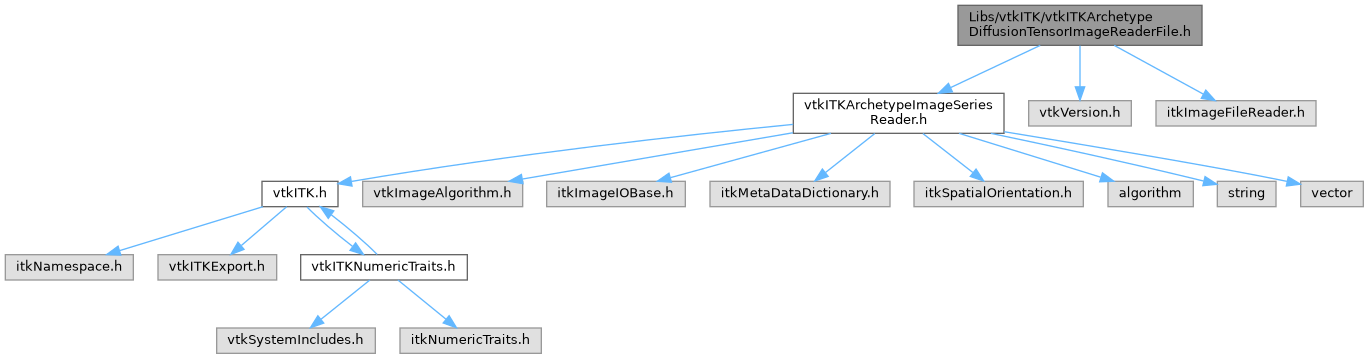 Libs/vtkITK/vtkITKArchetype
DiffusionTensorImageReaderFile.h
vtkITKArchetypeImageSeries
Reader.h
vtkVersion.h
itkImageFileReader.h
vtkITK.h
vtkImageAlgorithm.h
itkImageIOBase.h
itkMetaDataDictionary.h
itkSpatialOrientation.h
algorithm
string
vector
itkNamespace.h
vtkITKExport.h
vtkITKNumericTraits.h
vtkSystemIncludes.h
itkNumericTraits.h